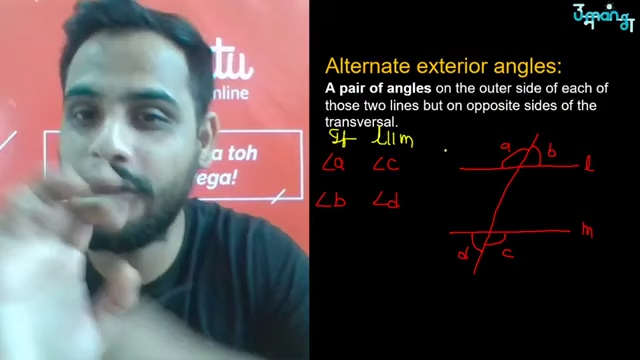 उमंग
tu
nline
a toh
ega!
Alternate exterior angles:
A pair of angles on the outer side of each of
those two lines but on opposite sides of the
transversal.
If l||m
∠a ∠c
∠b ∠d
a b
l
m
d c